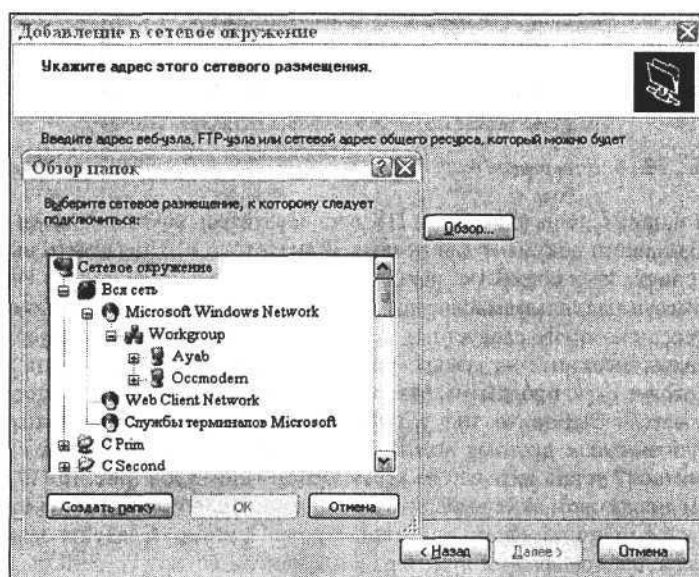 Добавление в сетевое окружение
Укажите адрес этого сетевого размещения.
Введите адрес веб-узла, FTP-узла или сетевой адрес общего ресурса, который можно будет
Обзор папок
Выберите сетевое размещение, к которому следует
подключиться:
Обзор...
Сетевое окружение
Вся сеть
Microsoft Windows Network
Workgroup
Ayab
Occmodem
Web Client Network
Службы терминалов Microsoft
C Prim
C Second
Создать папку
OK
Отмена
< Назад
Далее >
Отмена